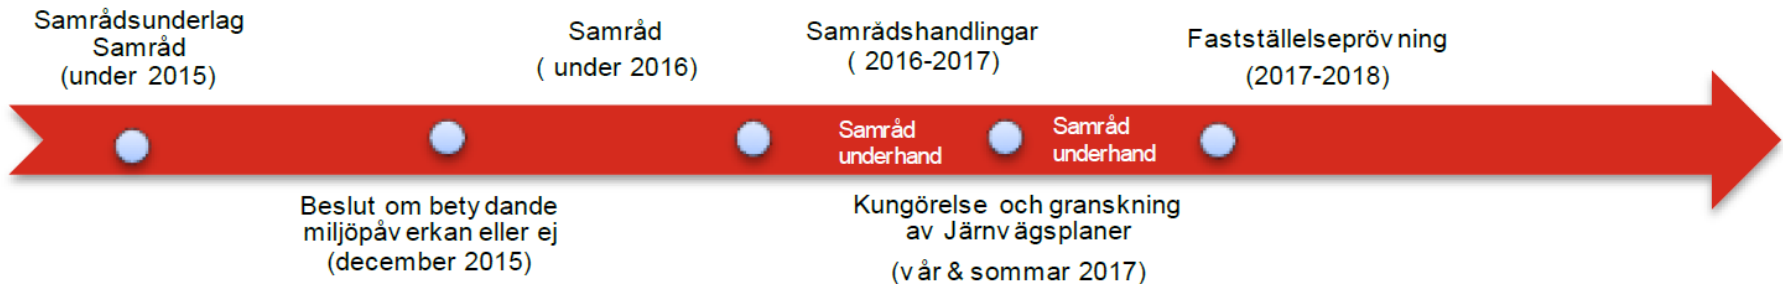 Samrådsunderlag
Samråd
(under 2015)
Samråd
( under 2016)
Samrådshandlingar
( 2016-2017)
Fastställelseprövning
(2017-2018)
Samråd
underhand
Samråd
underhand
Beslut om betydande
miljöpåverkan eller ej
(december 2015)
Kungörelse och granskning
av Järnvägsplaner
(vår & sommar 2017)